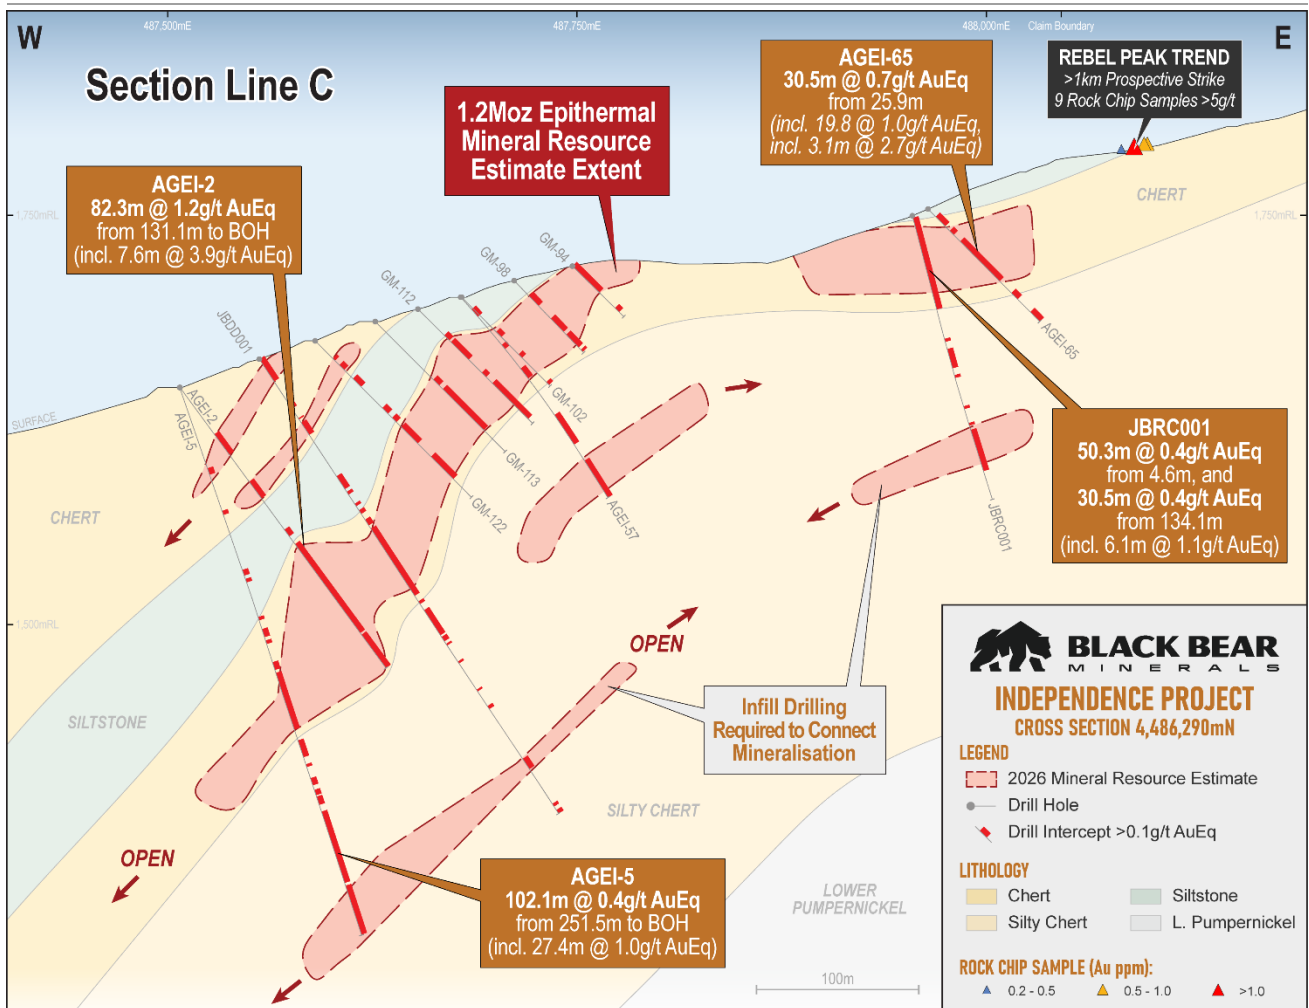 487,500mE
487,750mE
488,000mE
Claim Boundary
W
E
Section Line C
1.2Moz Epithermal
Mineral Resource
Estimate Extent
AGEI-65
30.5m @ 0.7g/t AuEq
from 25.9m
(incl. 19.8 @ 1.0g/t AuEq,
incl. 3.1m @ 2.7g/t AuEq)
REBEL PEAK TREND
>1km Prospective Strike
9 Rock Chip Samples >5g/t
AGEI-2
82.3m @ 1.2g/t AuEq
from 131.1m to BOH
(incl. 7.6m @ 3.9g/t AuEq)
1,750mRL
1,750mRL
CHERT
GM-94
GM-98
GM-112
JBDD001
AGEI-2
AGEI-5
SURFACE
AGEI-65
GM-102
GM-113
GM-122
AGEI-57
JBRC001
JBRC001
50.3m @ 0.4g/t AuEq
from 4.6m, and
30.5m @ 0.4g/t AuEq
from 134.1m
(incl. 6.1m @ 1.1g/t AuEq)
CHERT
1,500mRL
OPEN
SILTSTONE
Infill Drilling
Required to Connect
Mineralisation
SILTY CHERT
OPEN
AGEI-5
102.1m @ 0.4g/t AuEq
from 251.5m to BOH
(incl. 27.4m @ 1.0g/t AuEq)
LOWER
PUMPERNICKEL
100m
BLACK BEAR
MINERALS
INDEPENDENCE PROJECT
CROSS SECTION 4,486,290mN
LEGEND
2026 Mineral Resource Estimate
Drill Hole
Drill Intercept >0.1g/t AuEq
LITHOLOGY
Chert
Siltstone
Silty Chert
L. Pumpernickel
ROCK CHIP SAMPLE (Au ppm):
0.2 - 0.5
0.5 - 1.0
>1.0